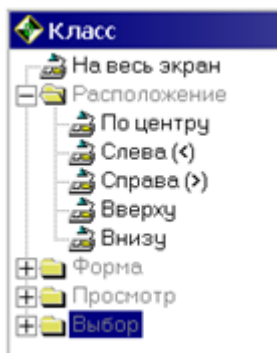 Класс
На весь экран
Расположение
По центру
Слева (<)
Справа (>)
Вверху
Внизу
Форма
Просмотр
Выбор